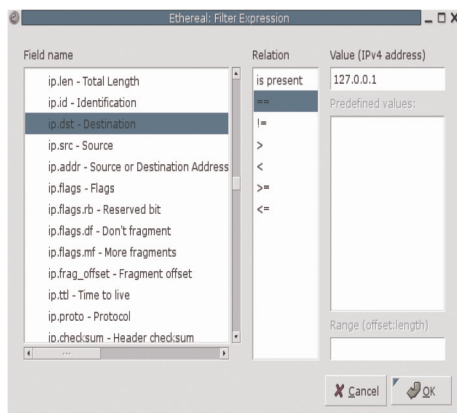 Ethereal: Filter Expression
Field name
ip.len - Total Length
ip.id - Identification
ip.dst - Destination
ip.src - Source
ip.addr - Source or Destination Address
ip.flags - Flags
ip.flags.rb - Reserved bit
ip.flags.df - Don't fragment
ip.flags.mf - More fragments
ip.frag_offset - Fragment offset
ip.ttl - Time to live
ip.proto - Protocol
ip.checksum - Header checksum
Relation
is present
==
!=
>
<
>=
<=
Value (IPv4 address)
127.0.0.1
Predefined values:
Range (offset:length)
Cancel
OK